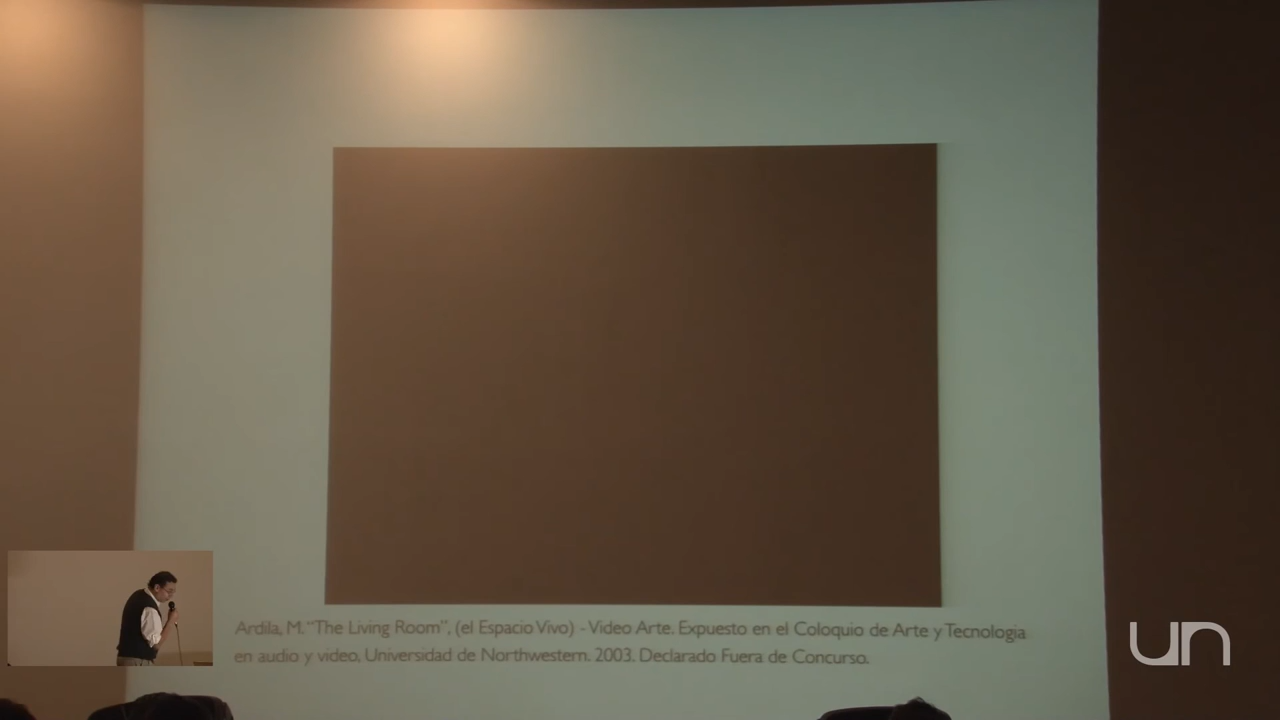 Ardila, M. "The Living Room", (el Espacio Vivo) - Video Arte. Expuesto en el Coloquio de Arte y Tecnologia
en audio y video, Universidad de Northwestern. 2003. Declarado Fuera de Concurso.
un